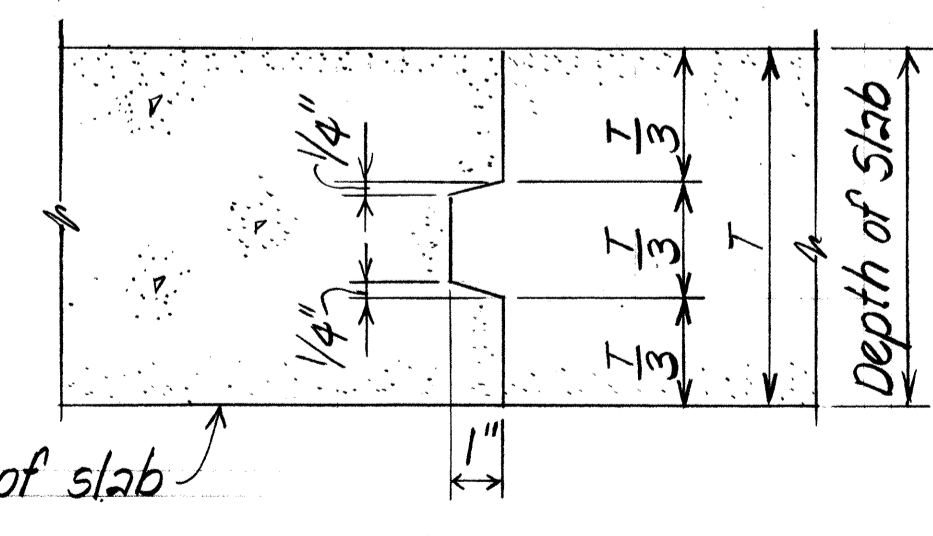 1/4"
1/4"
T/3
T/3
T/3
T
Depth of Slab
1"
of slab